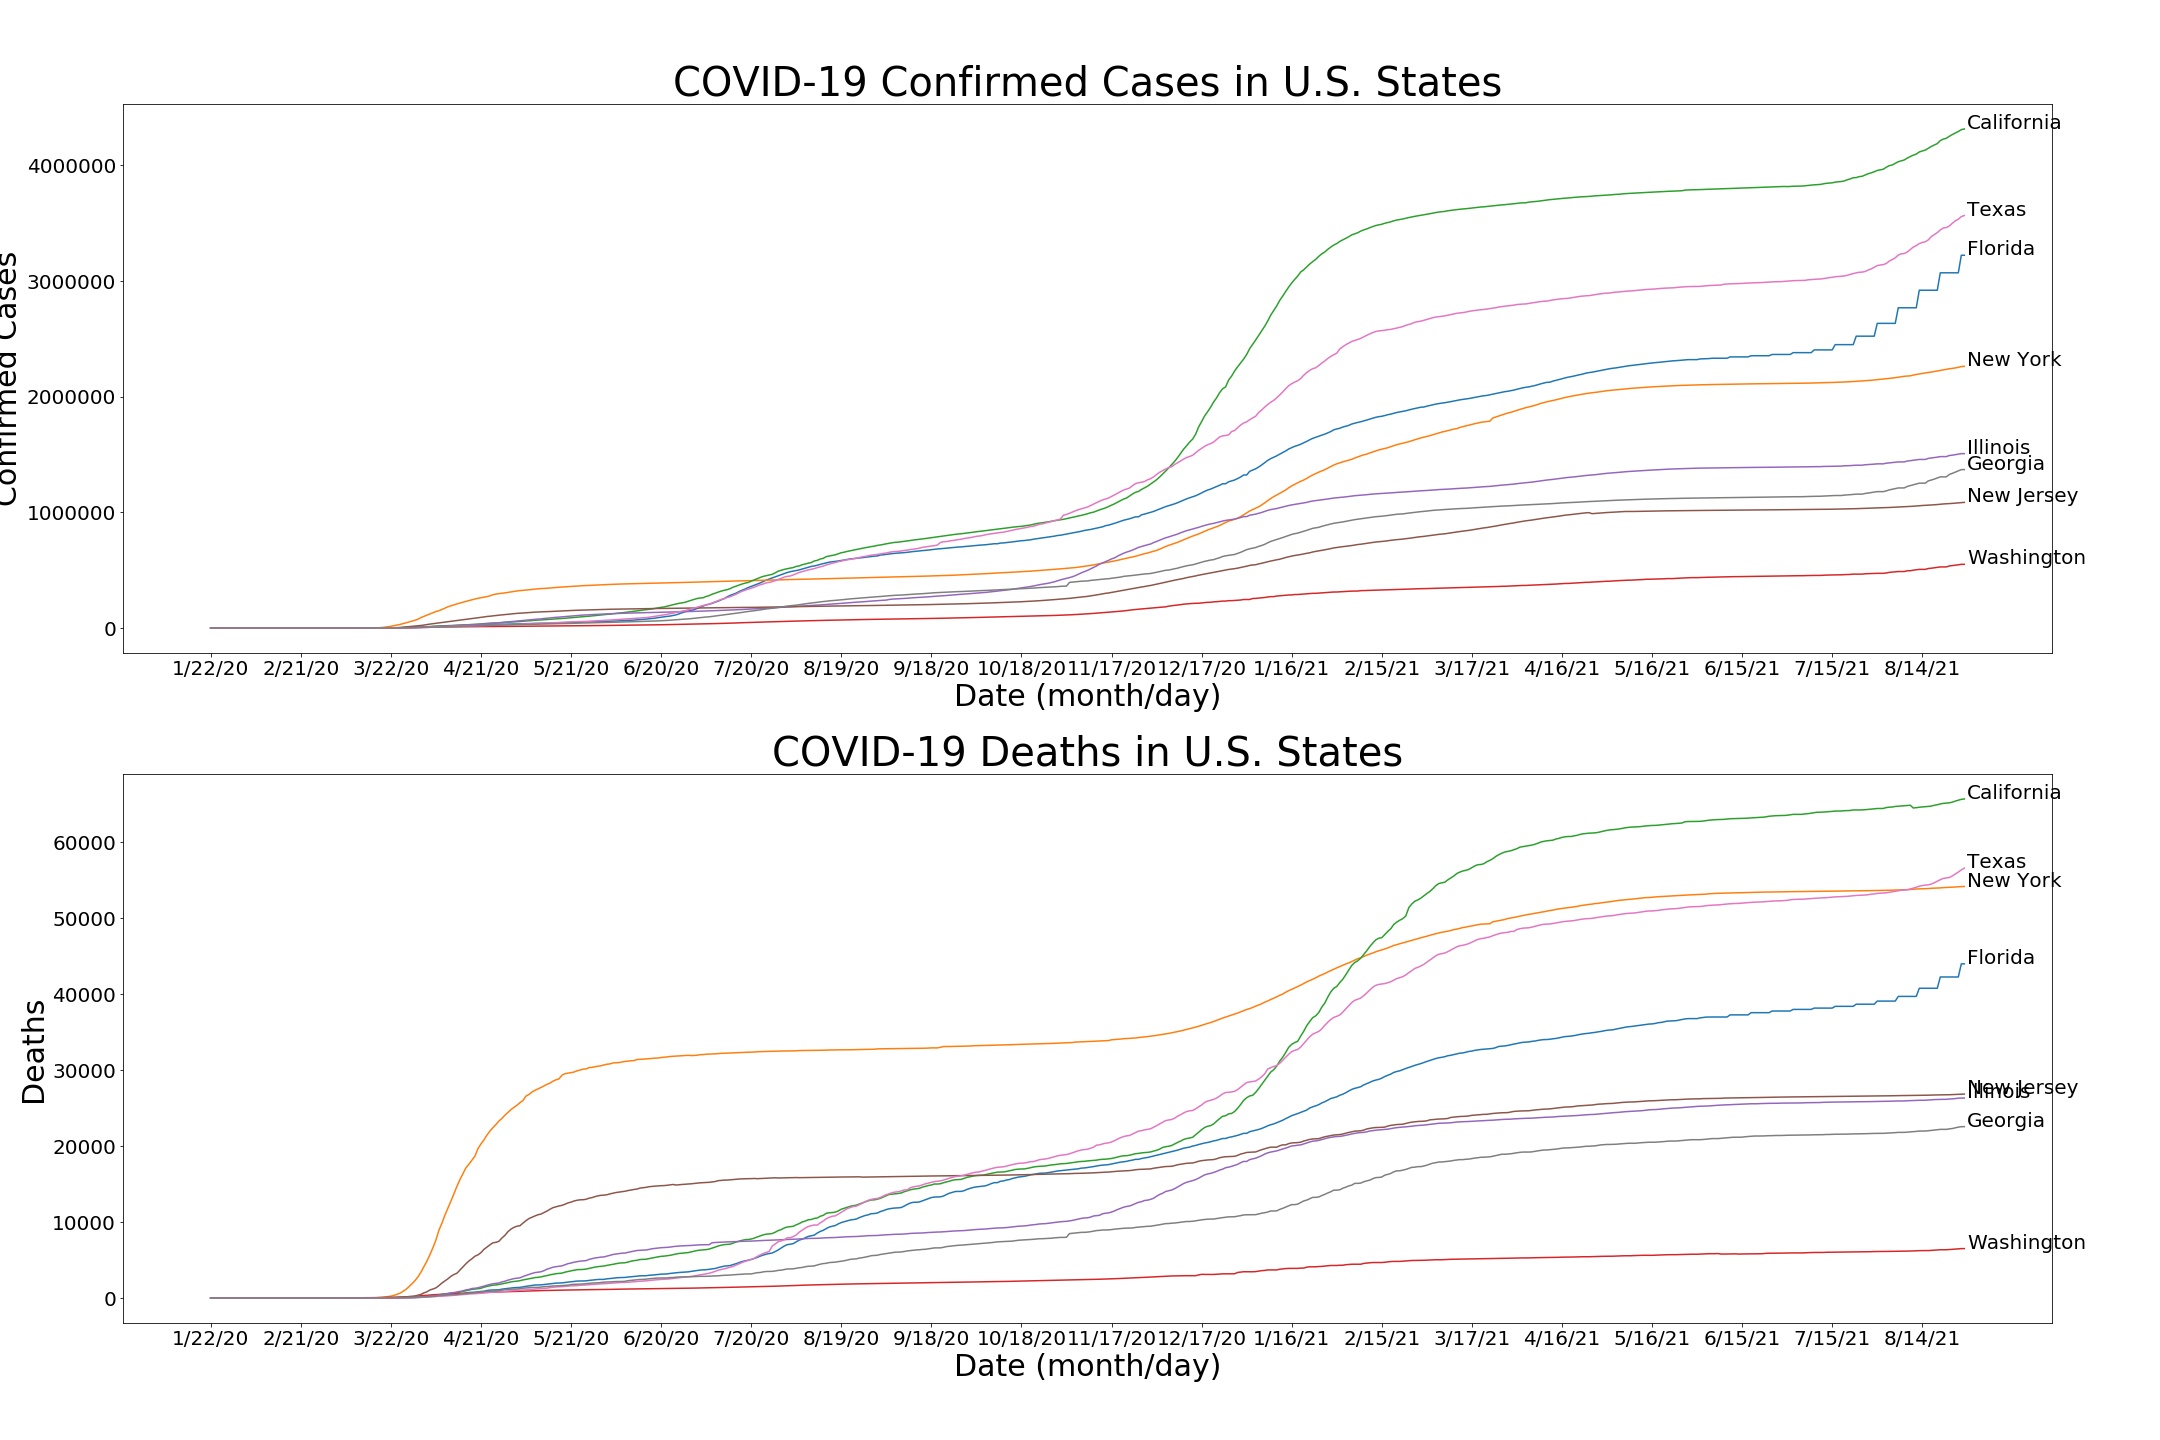 COVID-19 Confirmed Cases in U.S. States
Confirmed Cases
4000000
3000000
2000000
1000000
0
California
Texas
Florida
New York
Illinois
Georgia
New Jersey
Washington
1/22/20 2/21/20 3/22/20 4/21/20 5/21/20 6/20/20 7/20/20 8/19/20 9/18/20 10/18/20 11/17/20 12/17/20 1/16/21 2/15/21 3/17/21 4/16/21 5/16/21 6/15/21 7/15/21 8/14/21
Date (month/day)
COVID-19 Deaths in U.S. States
Deaths
60000
50000
40000
30000
20000
10000
0
California
Texas
New York
Florida
New Jersey
Illinois
Georgia
Washington
1/22/20 2/21/20 3/22/20 4/21/20 5/21/20 6/20/20 7/20/20 8/19/20 9/18/20 10/18/20 11/17/20 12/17/20 1/16/21 2/15/21 3/17/21 4/16/21 5/16/21 6/15/21 7/15/21 8/14/21
Date (month/day)